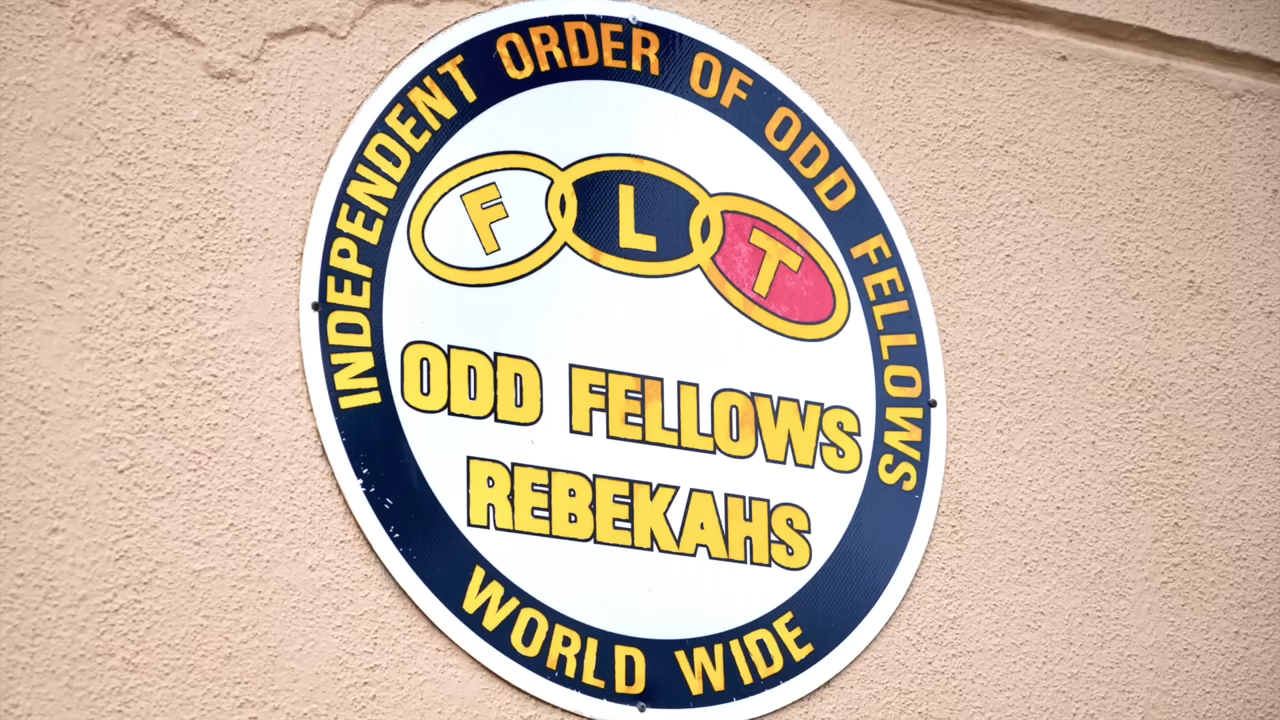 INDEPENDENT ORDER OF ODD FELLOWS
F L T
ODD FELLOWS
REBEKAHS
WORLD WIDE